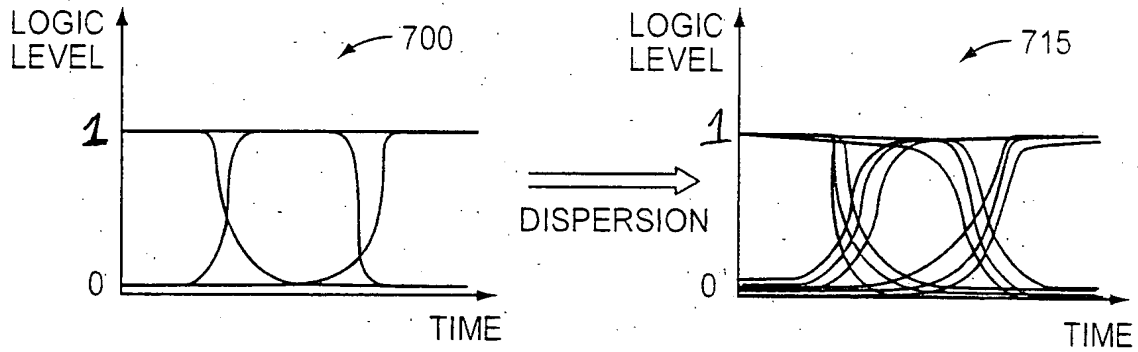 LOGIC
LEVEL
700
1
0
TIME
DISPERSION
LOGIC
LEVEL
715
1
0
TIME